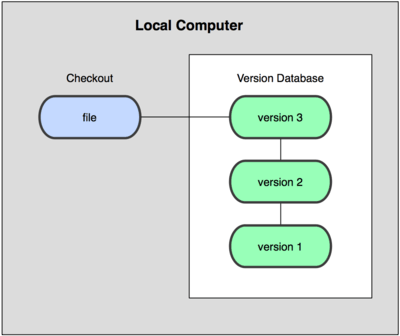 Local Computer
Checkout
Version Database
file
version 3
version 2
version 1